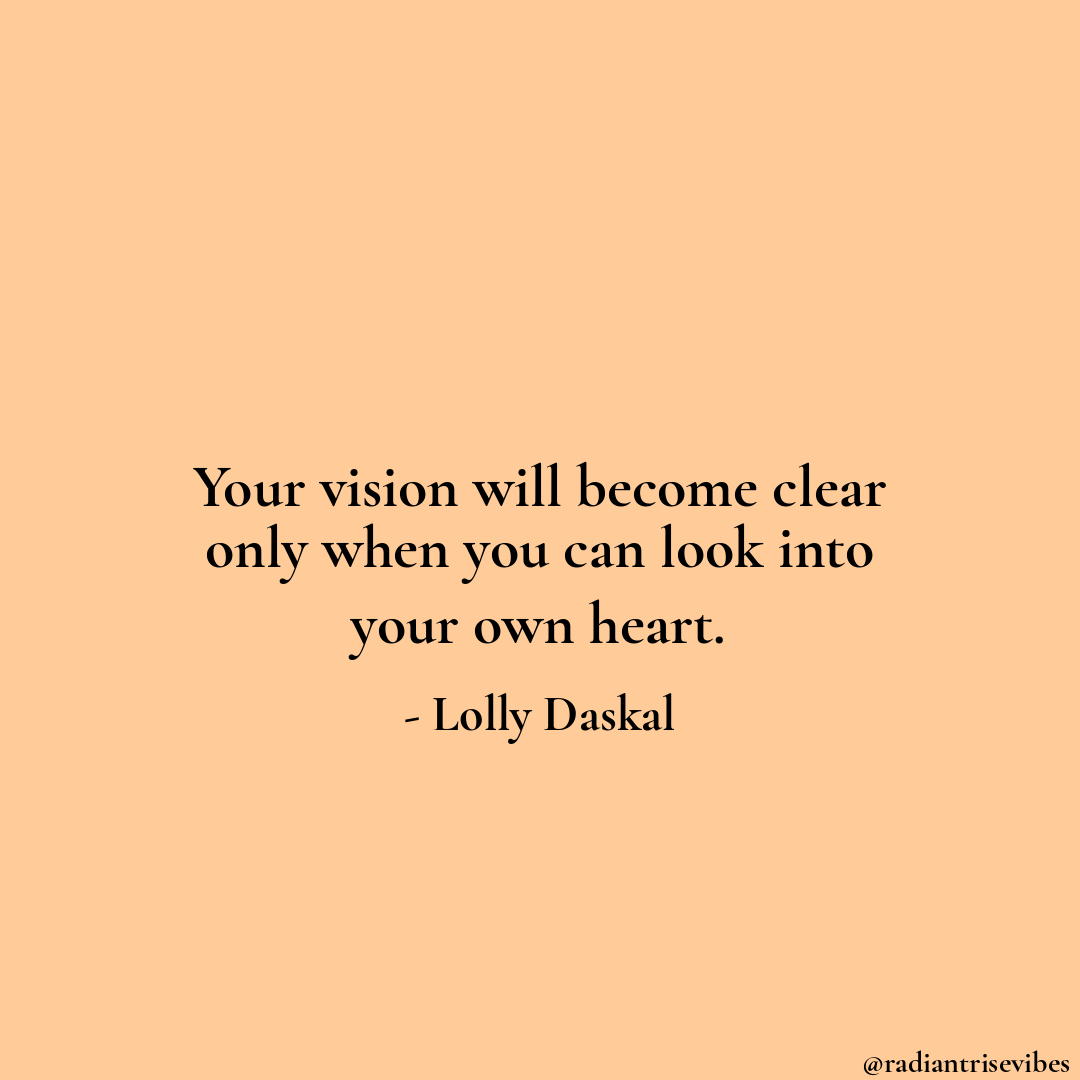 Your vision will become clear
only when you can look into
your own heart.
- Lolly Daskal
@radiantrisevibes